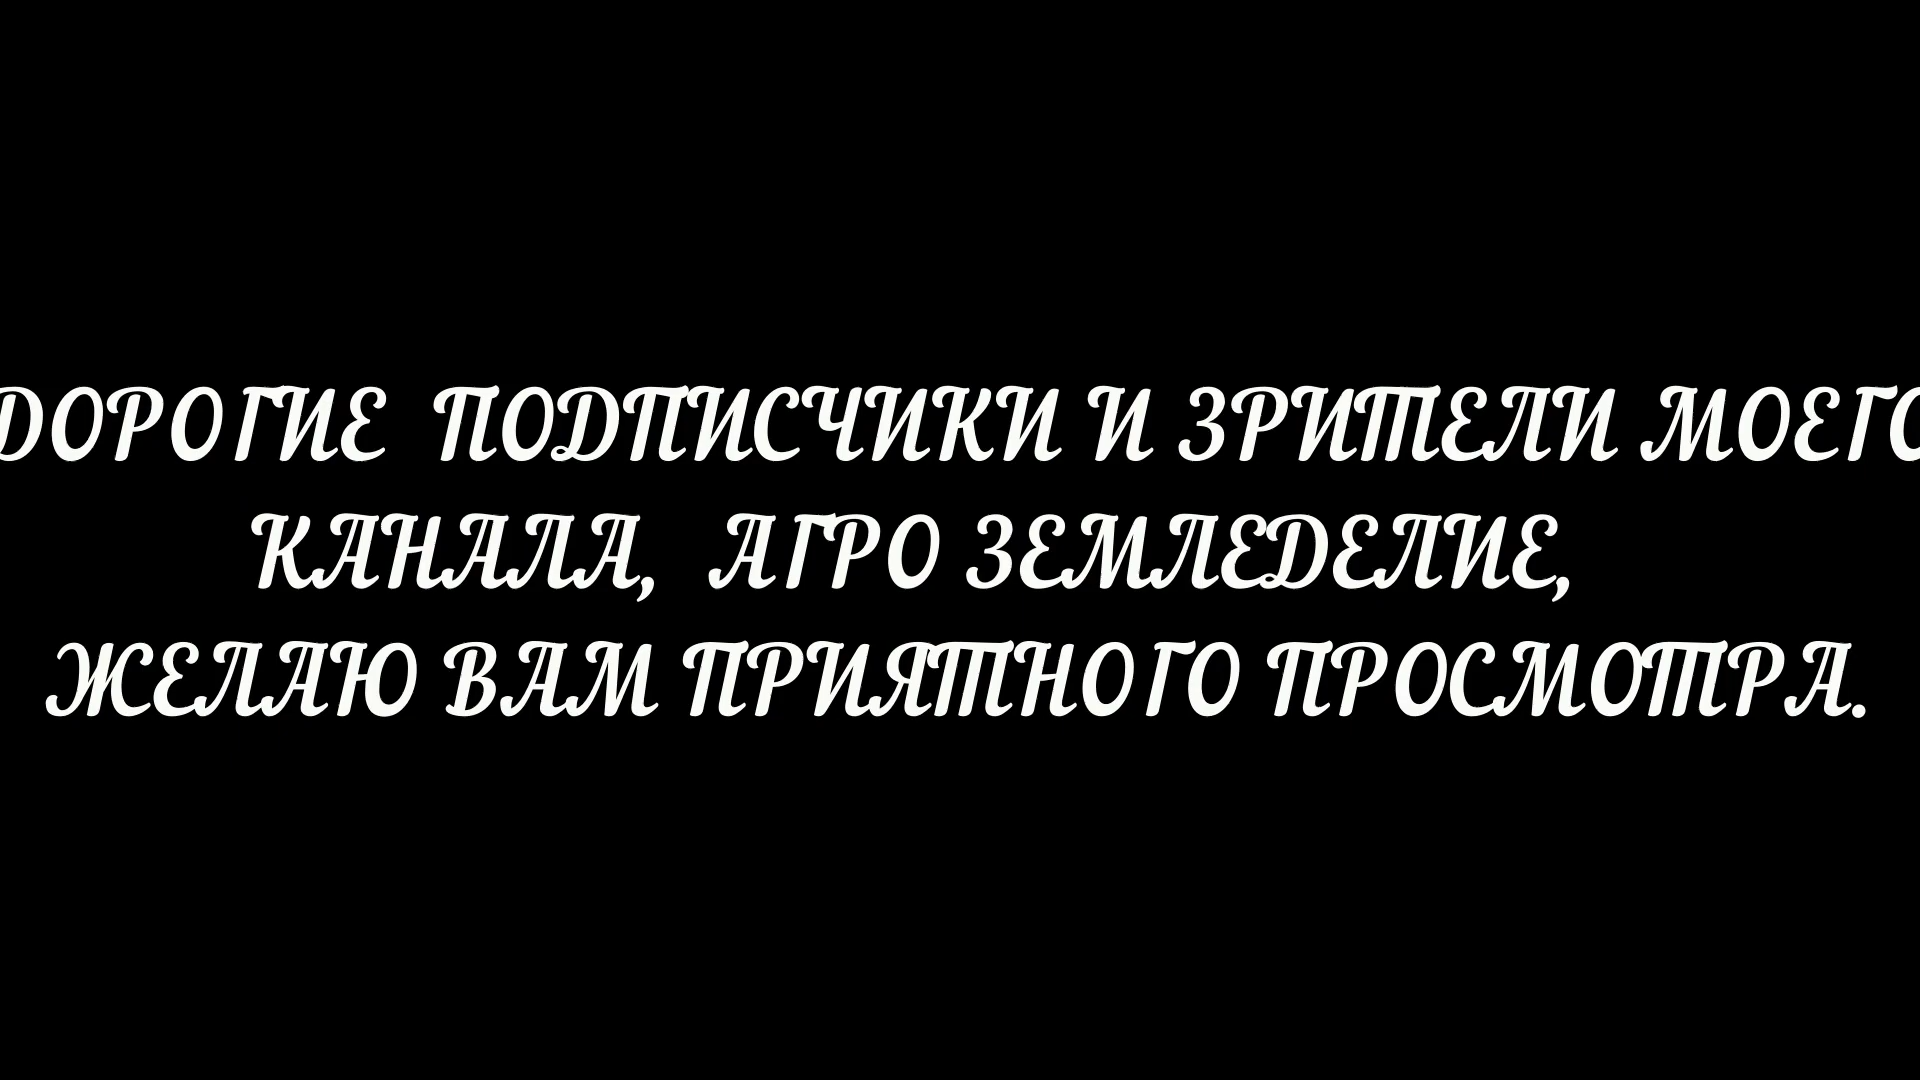 ДОРОГИЕ ПОДПИСЧИКИ И ЗРИТЕЛИ МОЕГО
КАНАЛА, АГРО ЗЕМЛЕДЕЛИЕ,
ЖЕЛАЮ ВАМ ПРИЯТНОГО ПРОСМОТРА.